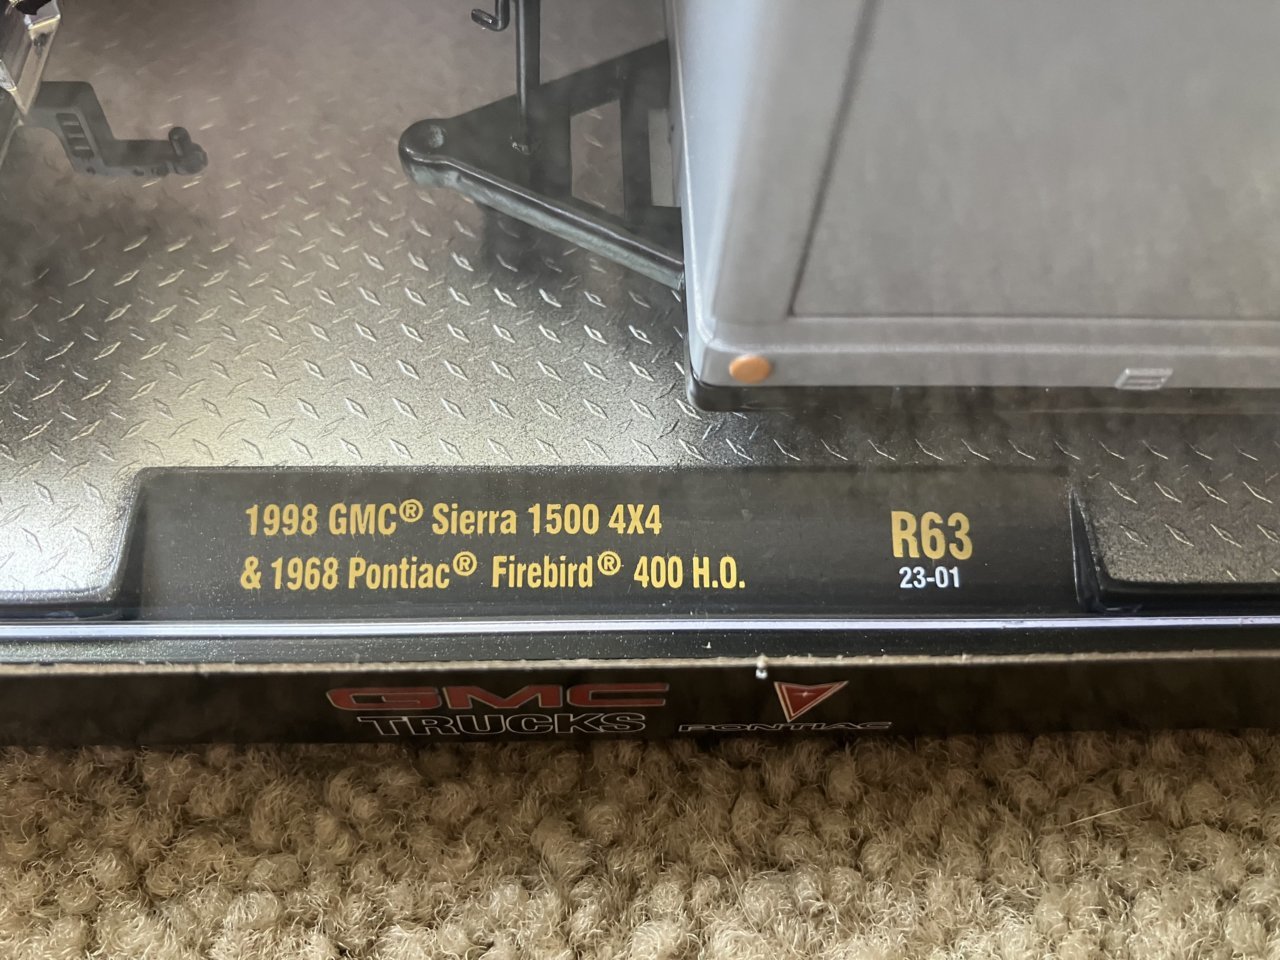 1998 GMC® Sierra 1500 4X4
& 1968 Pontiac® Firebird® 400 H.O.
R63
23-01
GMC
TRUCKS
PONTIAC